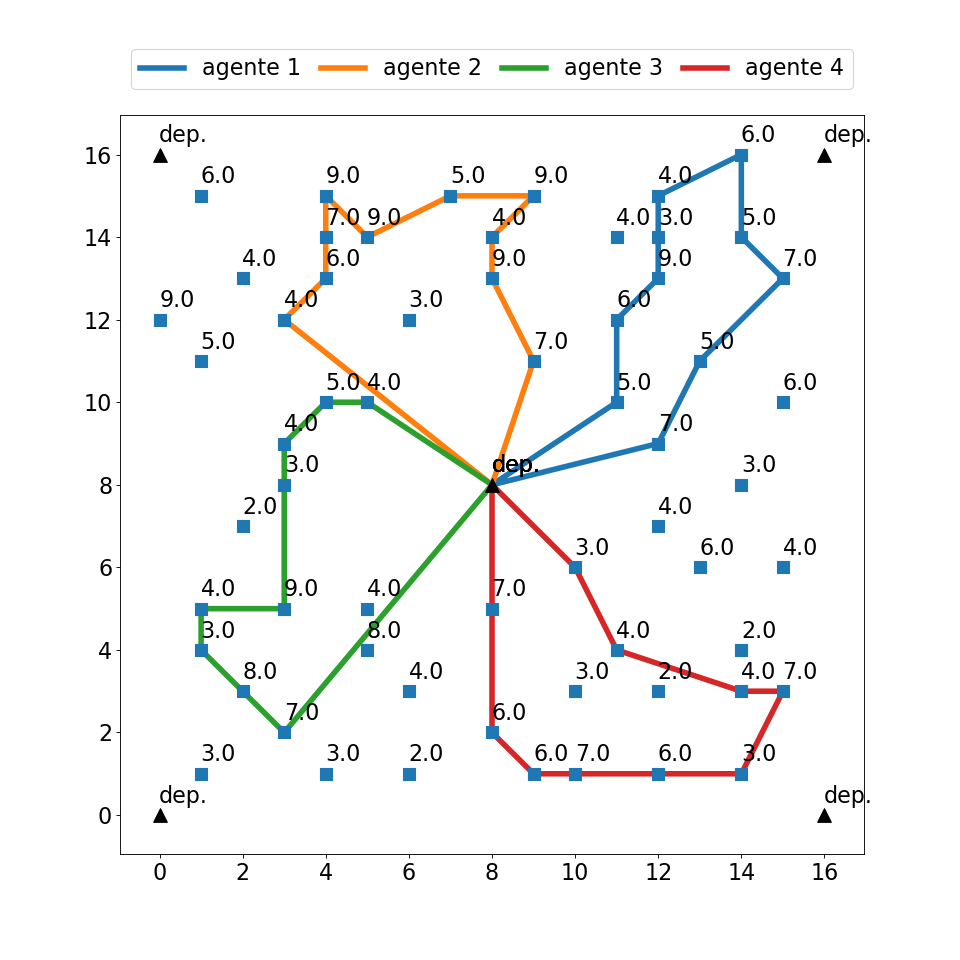 agente 1 agente 2 agente 3 agente 4
dep. 6.0 dep.
16
6.0 9.0 5.0 9.0 4.0
7.0 9.0 4.0 4.0 3.0 5.0
14
4.0 6.0 9.0 9.0 7.0
9.0 4.0 3.0 6.0
12
5.0 7.0 5.0
5.0 4.0 5.0 6.0
10
4.0 7.0
3.0 dep. 3.0
8
2.0 4.0
3.0 6.0 4.0
6
4.0 9.0 4.0 7.0
3.0 8.0 4.0 2.0
4
8.0 4.0 3.0 2.0 4.0 7.0
7.0 6.0
2
3.0 3.0 2.0 6.0 7.0 6.0 3.0
dep. dep.
0
0 2 4 6 8 10 12 14 16